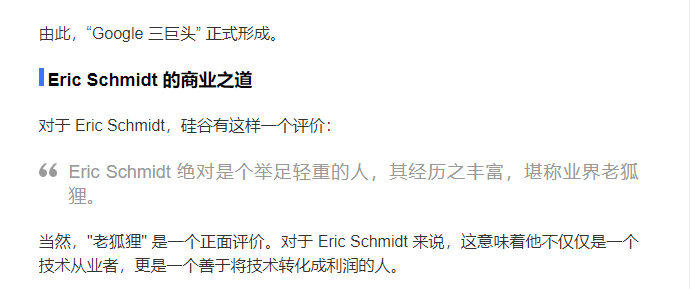 由此，“Google 三巨头” 正式形成。
Eric Schmidt 的商业之道
对于 Eric Schmidt，硅谷有这样一个评价：
Eric Schmidt 绝对是个举足轻重的人，其经历之丰富，堪称业界老狐
狸。
当然，"老狐狸" 是一个正面评价。对于 Eric Schmidt 来说，这意味着他不仅仅是一个
技术从业者，更是一个善于将技术转化成利润的人。